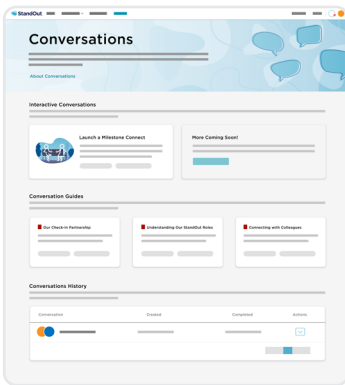 StandOut
Conversations
About Conversations
Interactive Conversations
Launch a Milestone Connect
More Coming Soon!
Conversation Guides
Our Check-In Partnership
Understanding Our StandOut Roles
Connecting with Colleagues
Conversations History
Conversation Created Completed Actions